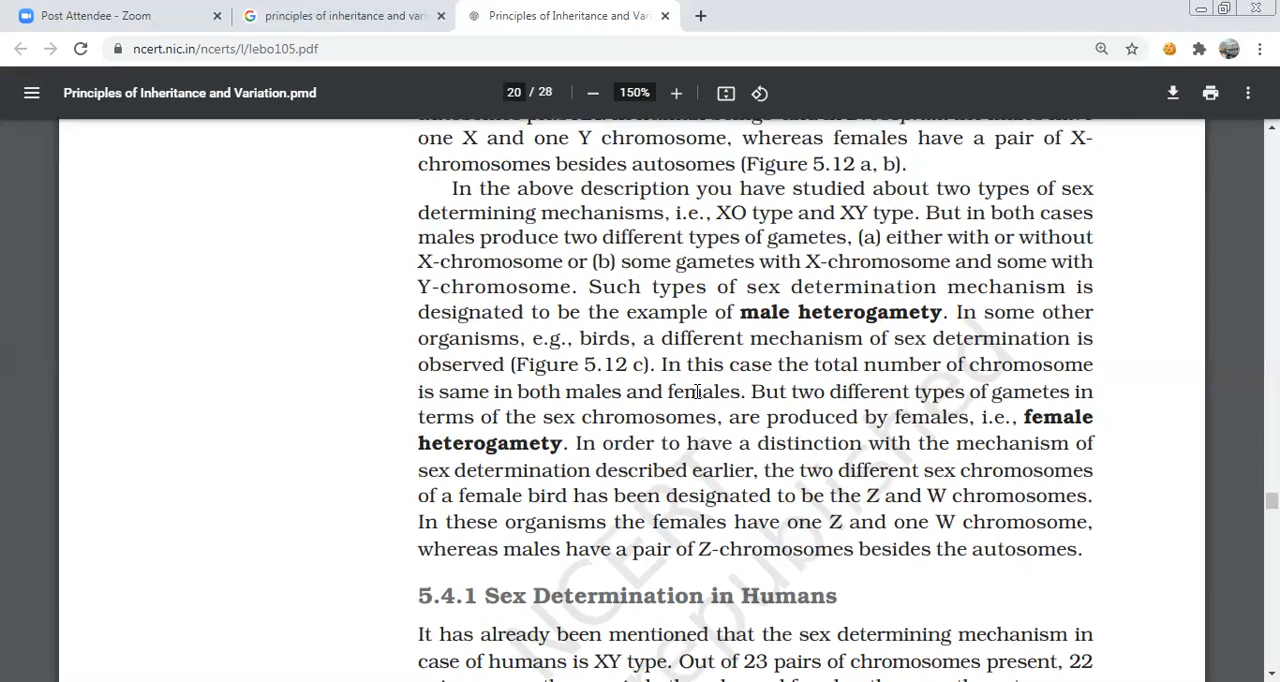 Post Attendee - Zoom
principles of inheritance and vari
Principles of Inheritance and Vari
ncert.nic.in/ncerts/l/lebo105.pdf
Principles of Inheritance and Variation.pmd
20 / 28
150%
one X and one Y chromosome, whereas females have a pair of X-
chromosomes besides autosomes (Figure 5.12 a, b).
In the above description you have studied about two types of sex
determining mechanisms, i.e., XO type and XY type. But in both cases
males produce two different types of gametes, (a) either with or without
X-chromosome or (b) some gametes with X-chromosome and some with
Y-chromosome. Such types of sex determination mechanism is
designated to be the example of male heterogamety. In some other
organisms, e.g., birds, a different mechanism of sex determination is
observed (Figure 5.12 c). In this case the total number of chromosome
is same in both males and females. But two different types of gametes in
terms of the sex chromosomes, are produced by females, i.e., female
heterogamety. In order to have a distinction with the mechanism of
sex determination described earlier, the two different sex chromosomes
of a female bird has been designated to be the Z and W chromosomes.
In these organisms the females have one Z and one W chromosome,
whereas males have a pair of Z-chromosomes besides the autosomes.
5.4.1 Sex Determination in Humans
It has already been mentioned that the sex determining mechanism in
case of humans is XY type. Out of 23 pairs of chromosomes present, 22
NCERT
republished